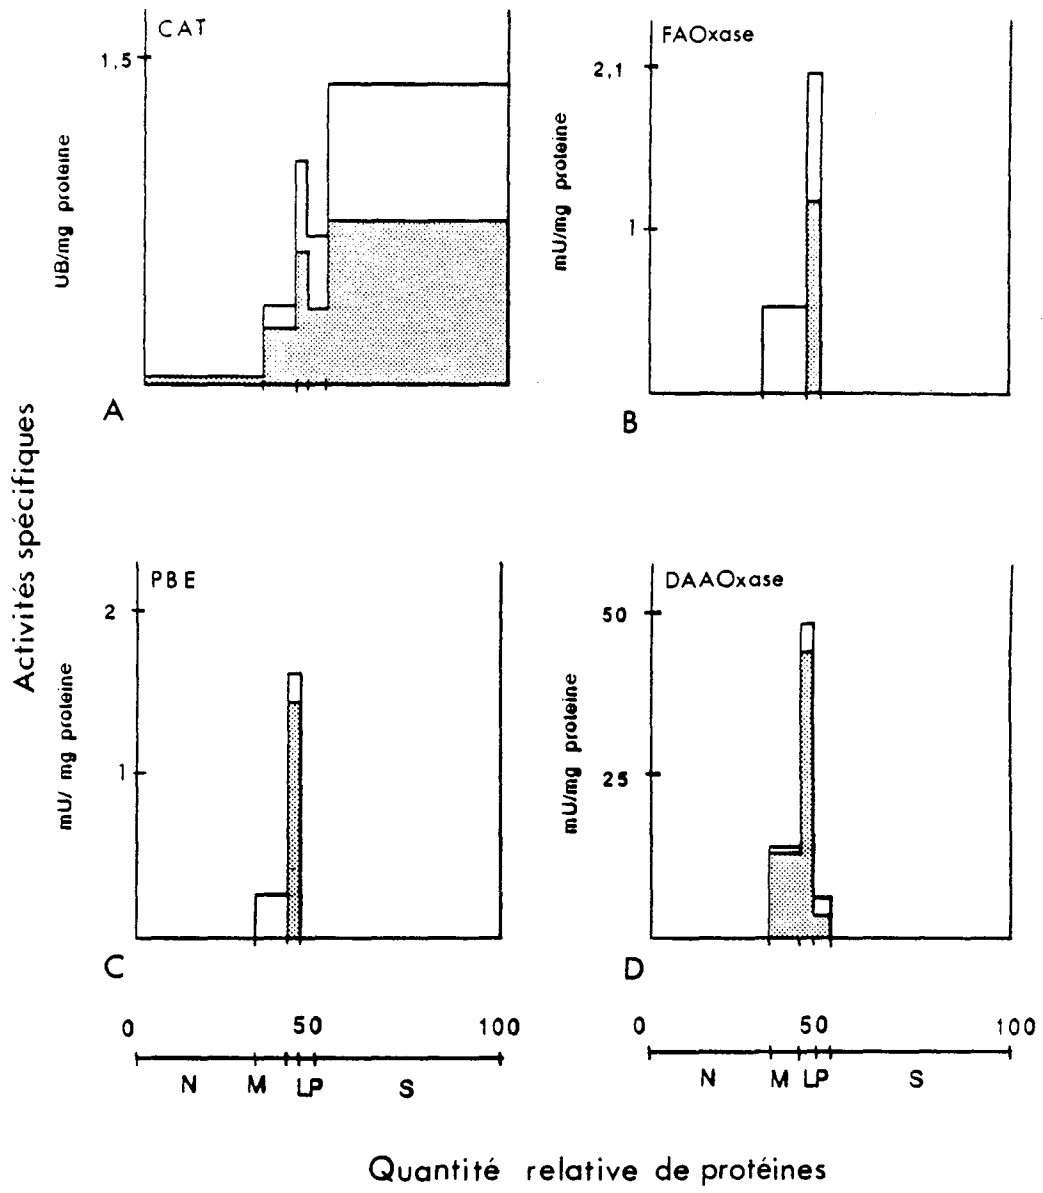 CAT
1,5
UB/mg proteine
A
FAOxase
2,1
1
mU/mg proteine
B
Activités spécifiques
PBE
2
1
mU/ mg proteine
C
DAAOxase
50
25
mU/mg proteine
D
0 50 100
N M LP S
0 50 100
N M LP S
Quantité relative de protéines